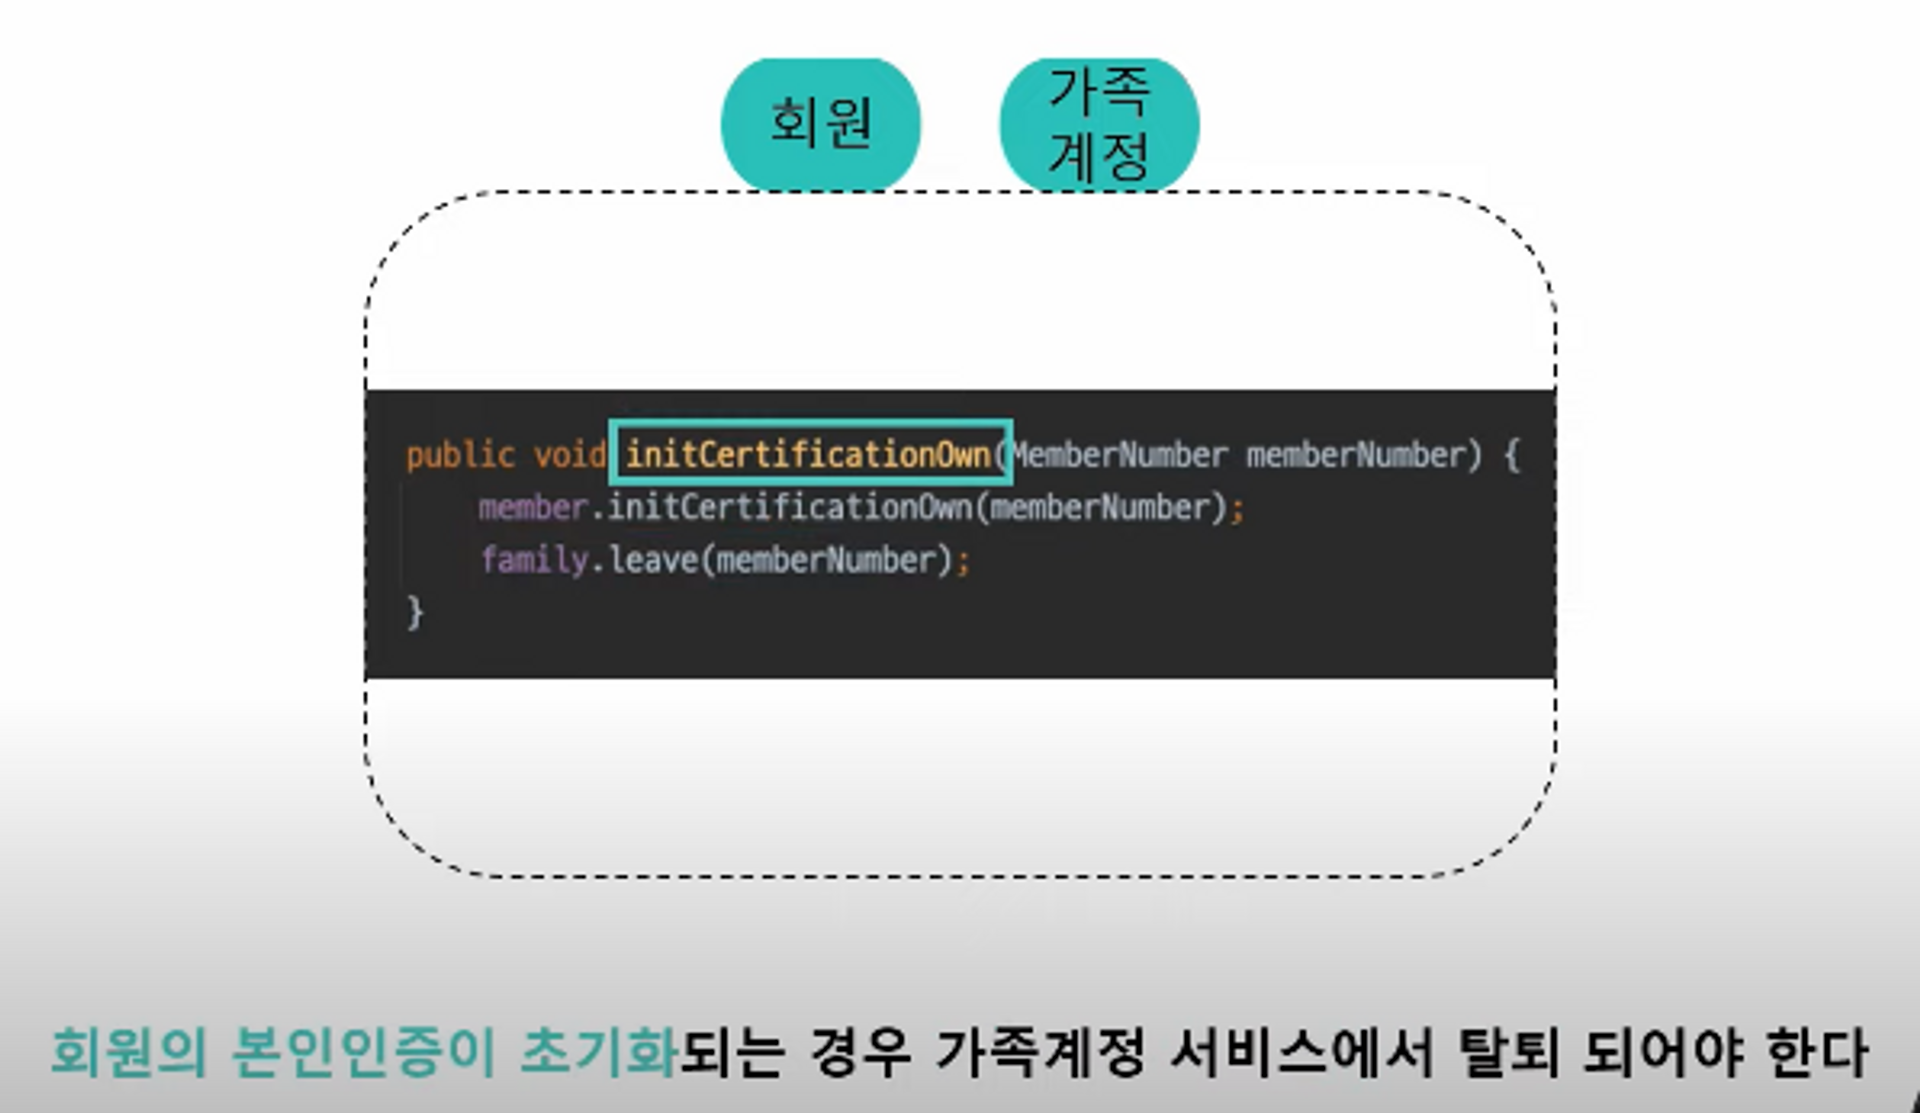 회원
가족
계정
public void initCertificationOwn(MemberNumber memberNumber) {
member.initCertificationOwn(memberNumber);
family.leave(memberNumber);
}
회원의 본인인증이 초기화되는 경우 가족계정 서비스에서 탈퇴 되어야 한다